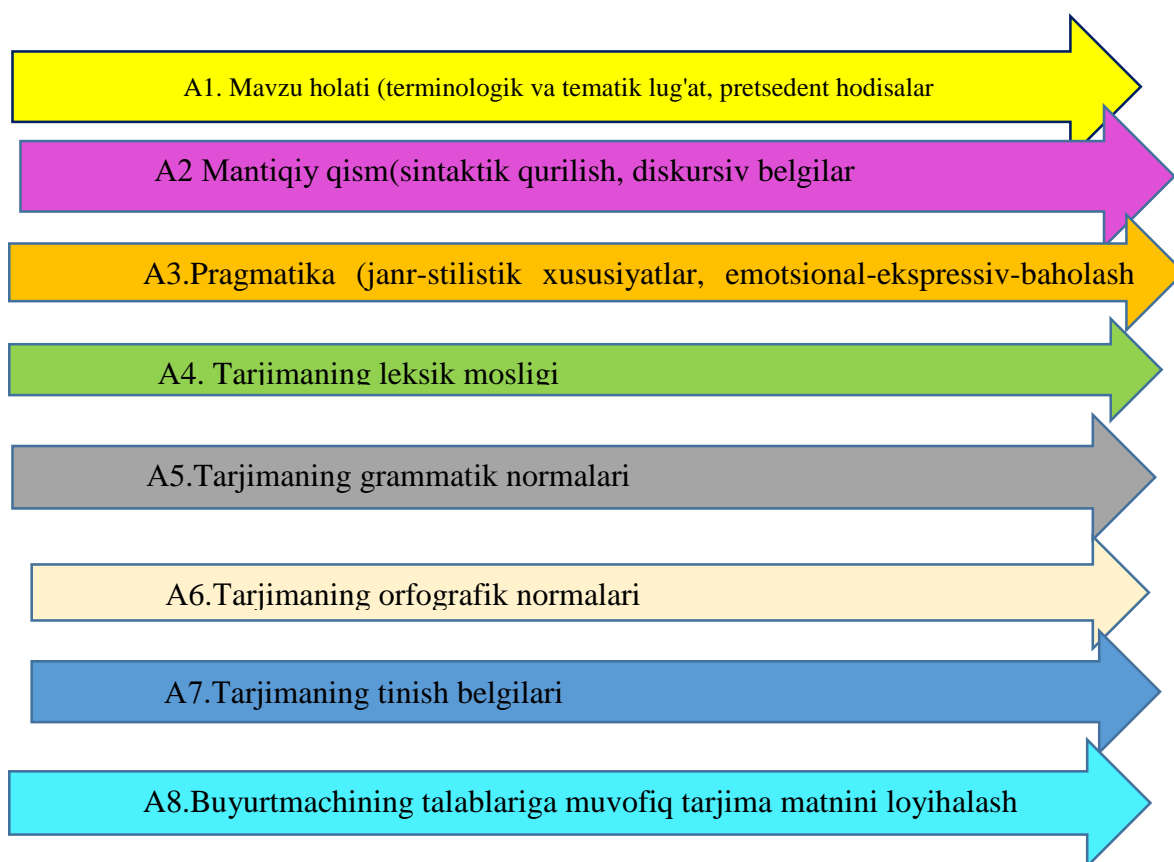 A1. Mavzu holati (terminologik va tematik lug'at, pretsedent hodisalar
A2 Mantiqiy qism(sintaktik qurilish, diskursiv belgilar
A3.Pragmatika (janr-stilistik xususiyatlar, emotsional-ekspressiv-baholash
A4. Tarjimaning leksik mosligi
A5.Tarjimaning grammatik normalari
A6.Tarjimaning orfografik normalari
A7.Tarjimaning tinish belgilari
A8.Buyurtmachining talablariga muvofiq tarjima matnini loyihalash